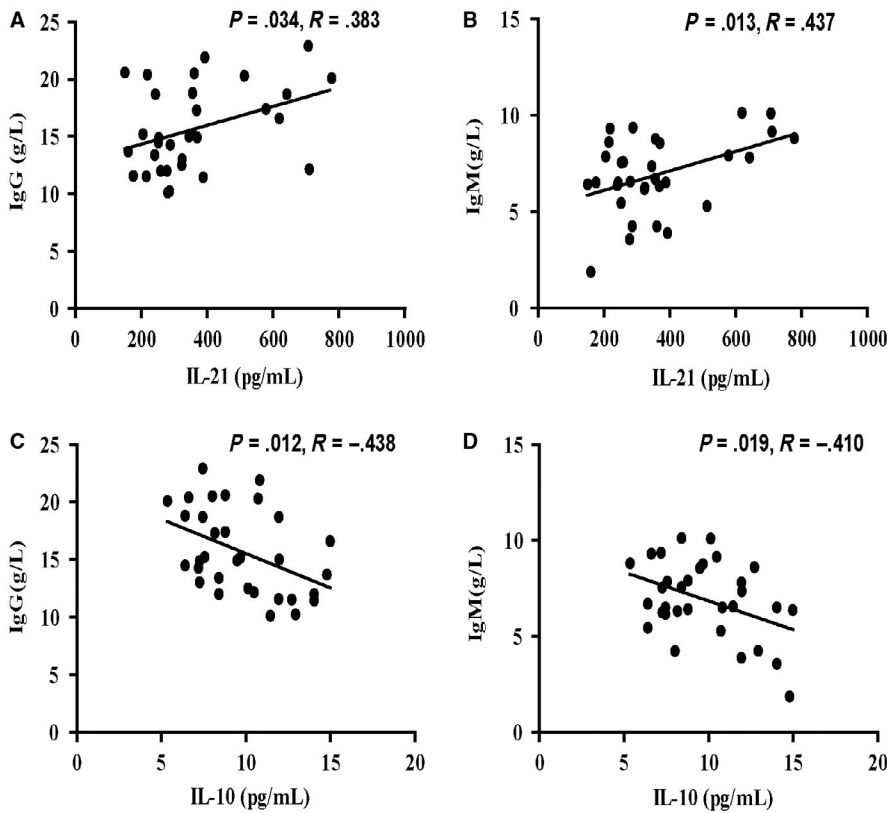 A
P = .034, R = .383
25
20
15
10
5
0
IgG (g/L)
0 200 400 600 800 1000
IL-21 (pg/mL)
B
P = .013, R = .437
15
10
5
0
IgM(g/L)
0 200 400 600 800 1000
IL-21 (pg/mL)
C
P = .012, R = –.438
25
20
15
10
5
0
IgG(g/L)
0 5 10 15 20
IL-10 (pg/mL)
D
P = .019, R = –.410
15
10
5
0
IgM(g/L)
0 5 10 15 20
IL-10 (pg/mL)